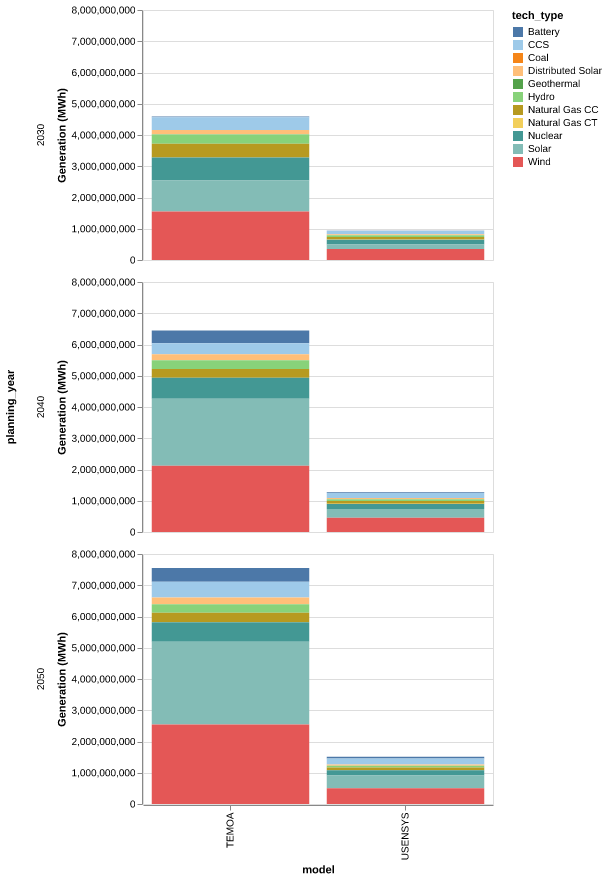 tech_type
Battery
CCS
Coal
Distributed Solar
Geothermal
Hydro
Natural Gas CC
Natural Gas CT
Nuclear
Solar
Wind
planning_year
2030
Generation (MWh)
8,000,000,000
7,000,000,000
6,000,000,000
5,000,000,000
4,000,000,000
3,000,000,000
2,000,000,000
1,000,000,000
0
2040
Generation (MWh)
8,000,000,000
7,000,000,000
6,000,000,000
5,000,000,000
4,000,000,000
3,000,000,000
2,000,000,000
1,000,000,000
0
2050
Generation (MWh)
8,000,000,000
7,000,000,000
6,000,000,000
5,000,000,000
4,000,000,000
3,000,000,000
2,000,000,000
1,000,000,000
0
TEMOA
USENSYS
model